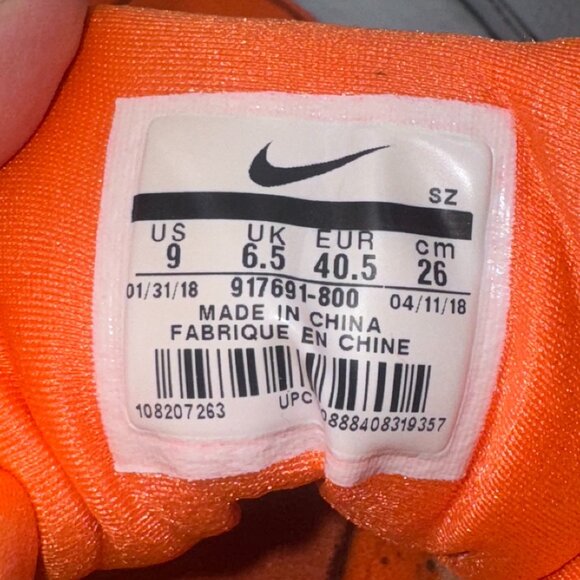 SZ
US UK EUR cm
9 6.5 40.5 26
01/31/18 917691-800 04/11/18
MADE IN CHINA
FABRIQUE EN CHINE
108207263 UPC 0888408319357